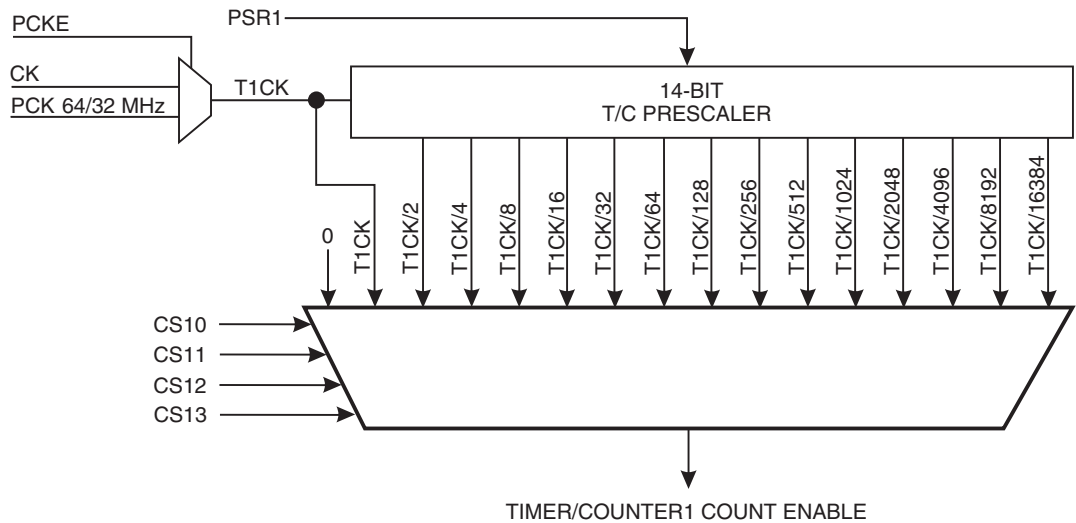 PSR1
PCKE
CK
PCK 64/32 MHz
T1CK
14-BIT
T/C PRESCALER
0
T1CK
T1CK/2
T1CK/4
T1CK/8
T1CK/16
T1CK/32
T1CK/64
T1CK/128
T1CK/256
T1CK/512
T1CK/1024
T1CK/2048
T1CK/4096
T1CK/8192
T1CK/16384
CS10
CS11
CS12
CS13
TIMER/COUNTER1 COUNT ENABLE